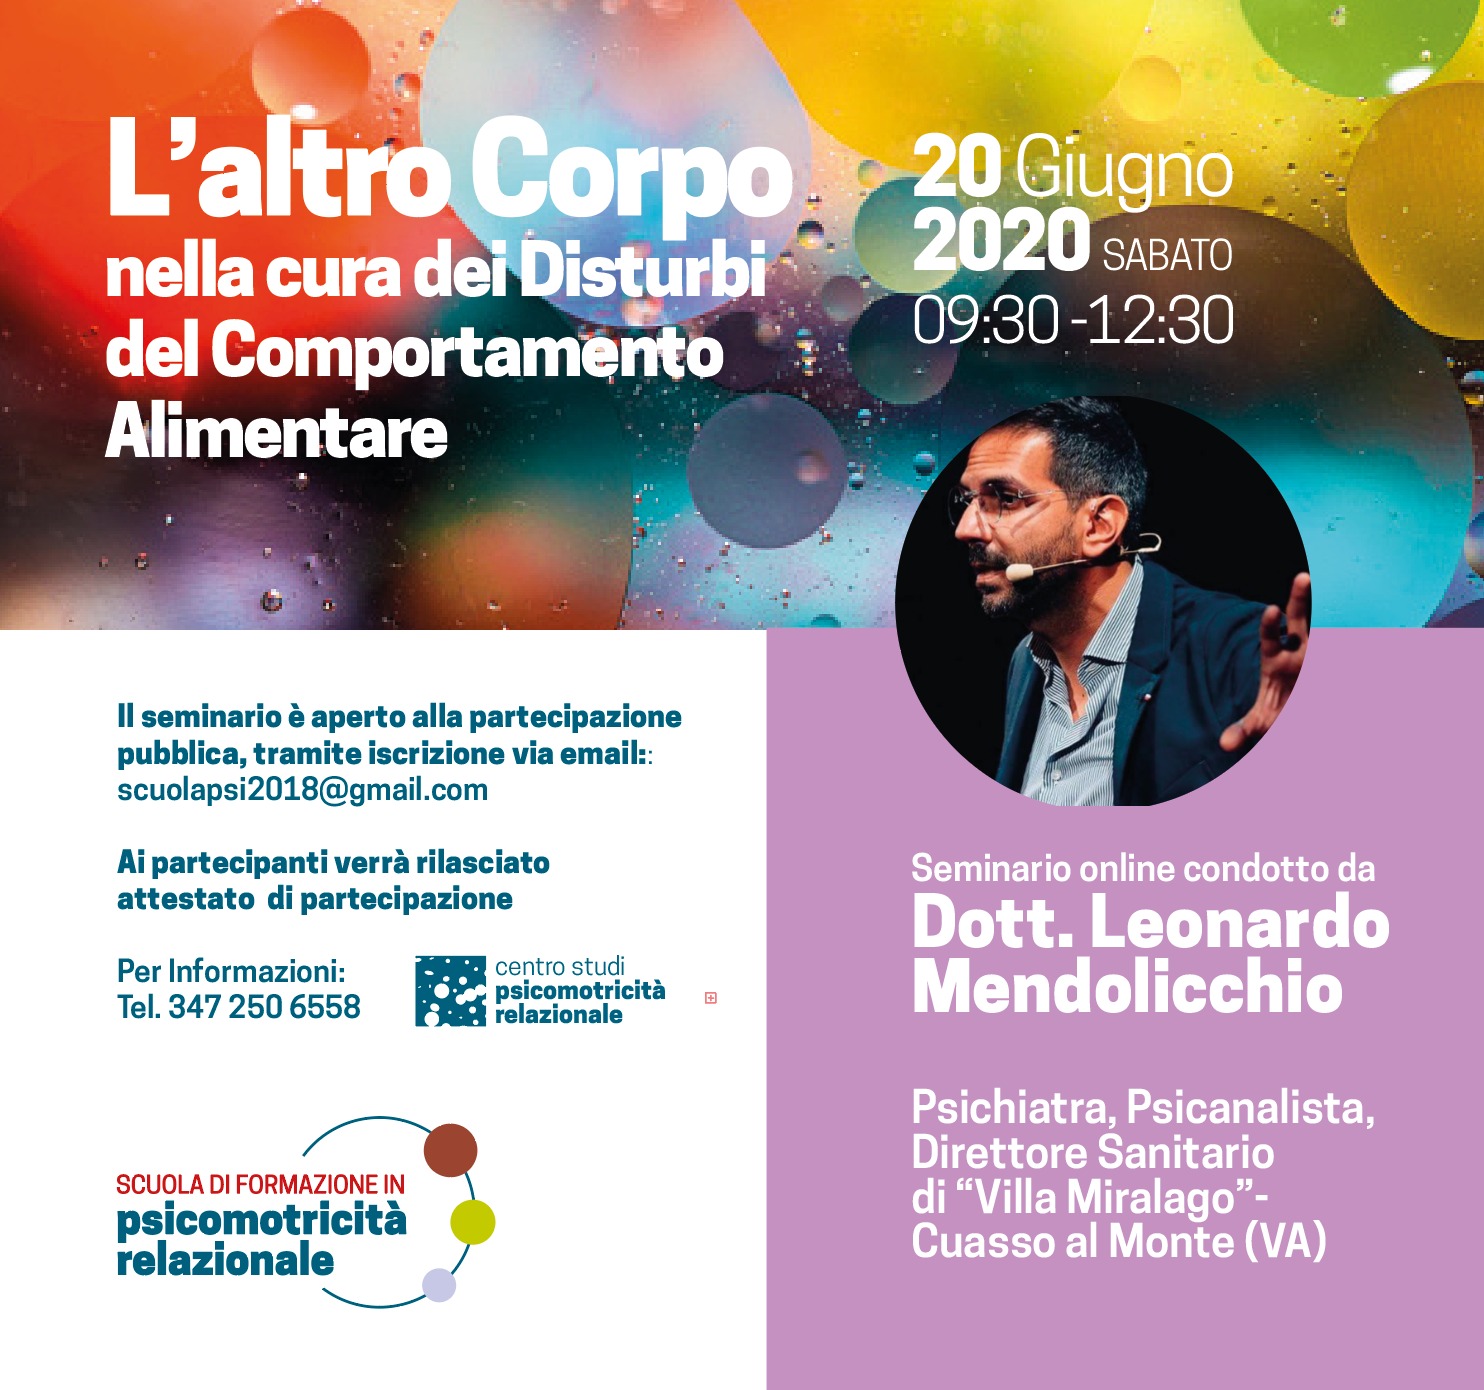 L’altro Corpo
nella cura dei Disturbi
del Comportamento
Alimentare
20 Giugno
2020 SABATO
09:30 -12:30
Il seminario è aperto alla partecipazione
pubblica, tramite iscrizione via email::
scuolapsi2018@gmail.com
Ai partecipanti verrà rilasciato
attestato  di partecipazione
Per Informazioni:
Tel. 347 250 6558
centro studi
psicomotricità
relazionale
SCUOLA DI FORMAZIONE IN
psicomotricità
relazionale
Seminario online condotto da
Dott. Leonardo
Mendolicchio
Psichiatra, Psicanalista,
Direttore Sanitario
di “Villa Miralago”-
Cuasso al Monte (VA)